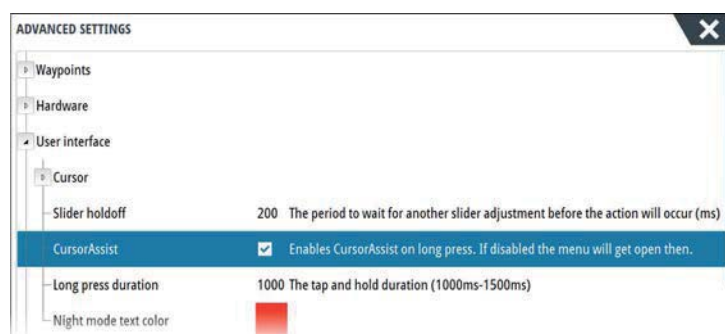 ADVANCED SETTINGS
Waypoints
Hardware
User interface
Cursor
Slider holdoff 200 The period to wait for another slider adjustment before the action will occur (ms)
CursorAssist Enables CursorAssist on long press. If disabled the menu will get open then.
Long press duration 1000 The tap and hold duration (1000ms-1500ms)
Night mode text color